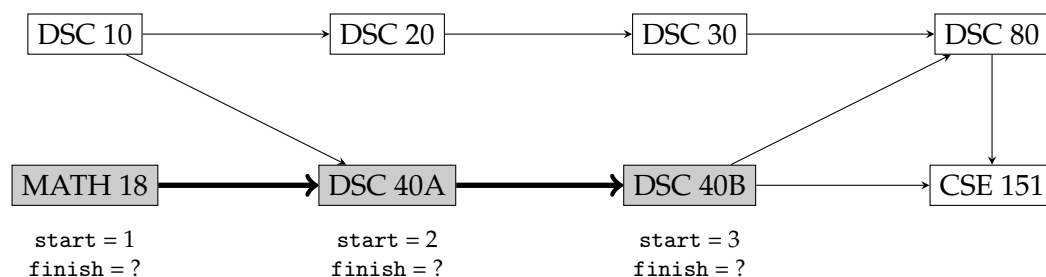 DSC 10 DSC 20 DSC 30 DSC 80
MATH 18 DSC 40A DSC 40B CSE 151
start = 1 start = 2 start = 3
finish = ? finish = ? finish = ?